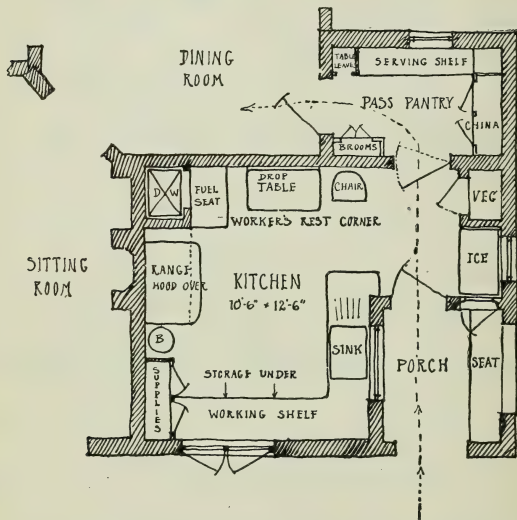 DINING
ROOM
TABLE
LEAVES
SERVING SHELF
PASS PANTRY
CHINA
BROOMS
D W
FUEL
SEAT
DROP
TABLE
CHAIR
VEG
WORKER'S REST CORNER
ICE
SITTING
ROOM
RANGE
HOOD OVER
KITCHEN
10'-6" × 12'-6"
B
SINK
PORCH
SEAT
SUPPLIES
STORAGE UNDER
WORKING SHELF